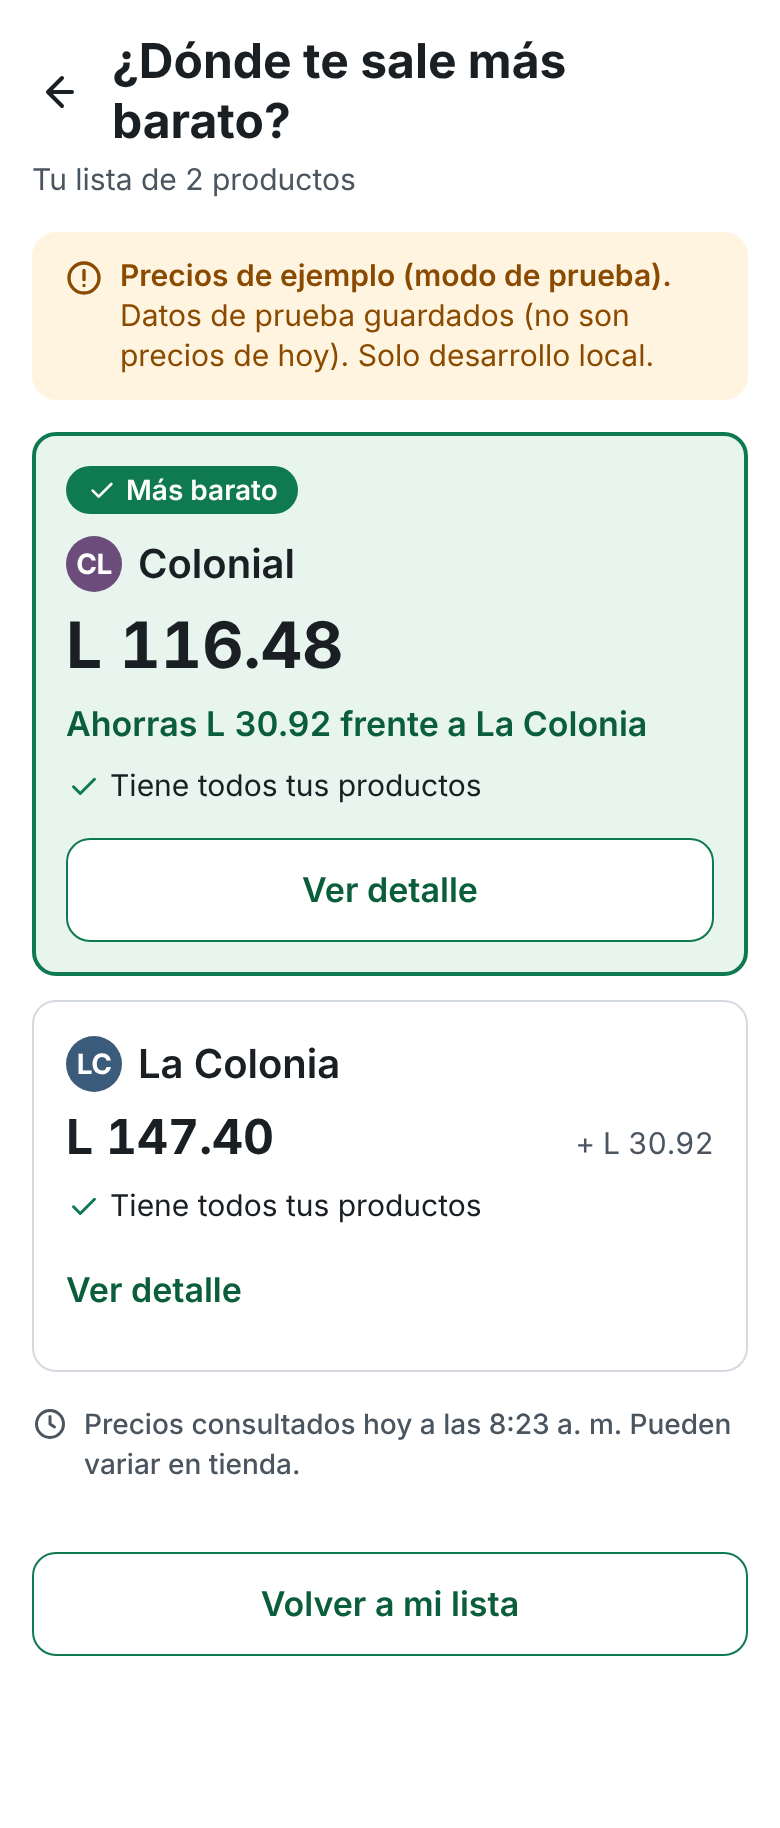 ¿Dónde te sale más
barato?
Tu lista de 2 productos
Precios de ejemplo (modo de prueba).
Datos de prueba guardados (no son
precios de hoy). Solo desarrollo local.
Más barato
CL Colonial
L 116.48
Ahorras L 30.92 frente a La Colonia
Tiene todos tus productos
Ver detalle
LC La Colonia
L 147.40 + L 30.92
Tiene todos tus productos
Ver detalle
Precios consultados hoy a las 8:23 a. m. Pueden
variar en tienda.
Volver a mi lista